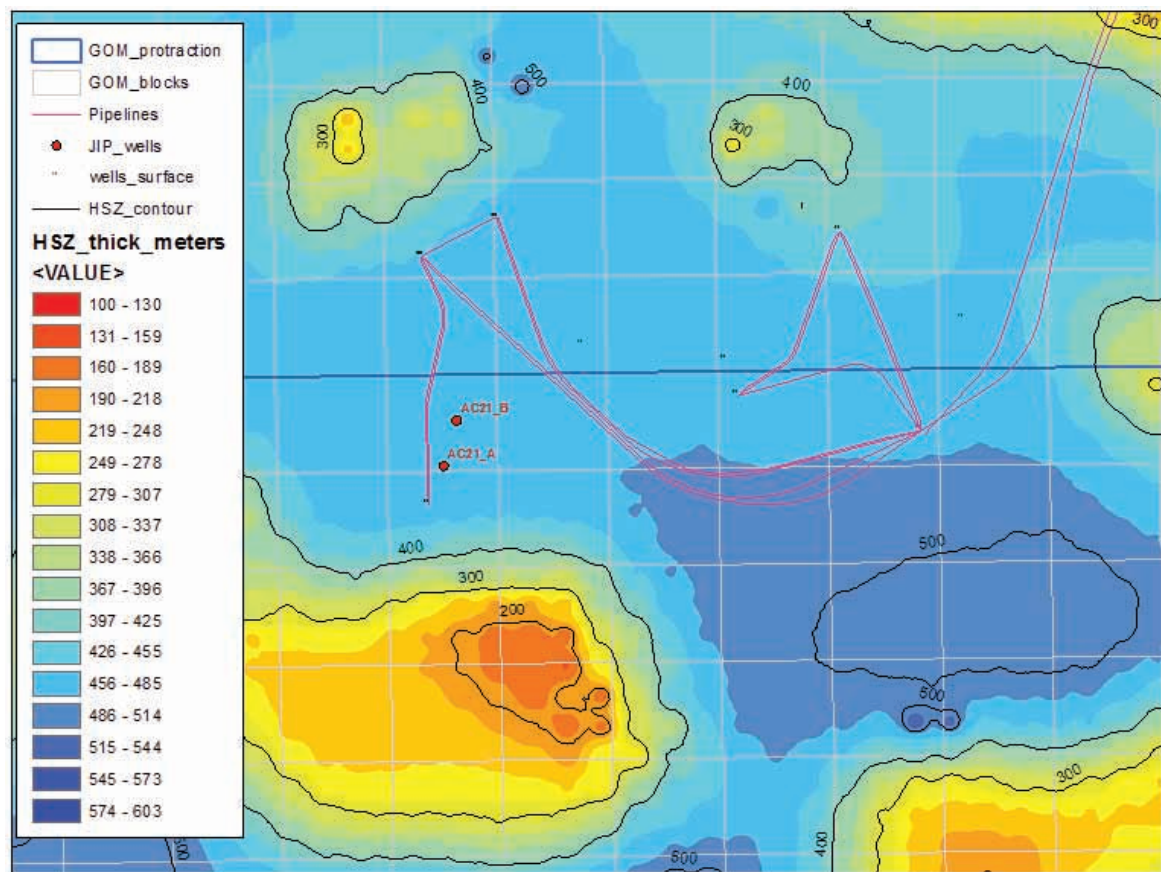 GOM_protraction
GOM_blocks
Pipelines
JIP_wells
wells_surface
HSZ_contour
HSZ_thick_meters
<VALUE>
100 - 130
131 - 159
160 - 189
190 - 218
219 - 248
249 - 278
279 - 307
308 - 337
338 - 366
367 - 396
397 - 425
426 - 455
456 - 485
486 - 514
515 - 544
545 - 573
574 - 603
300
500
400
400
300
300
AC21_B
AC21_A
400
300
200
500
500
300
400
500
500